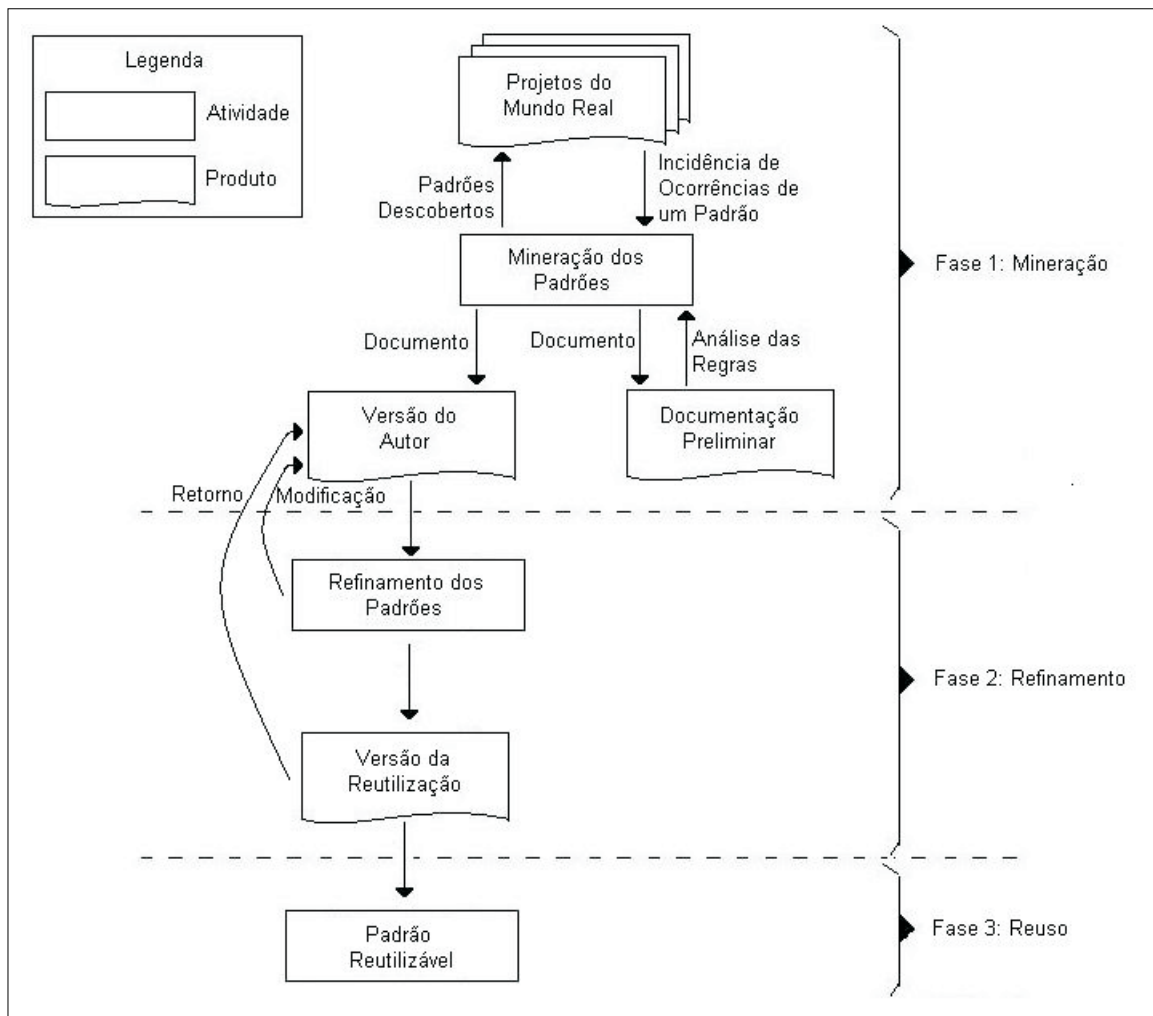 Legenda
Atividade
Produto
Projetos do
Mundo Real
Padrões
Descobertos
Incidência de
Ocorrências de
um Padrão
Mineração dos
Padrões
Fase 1: Mineração
Documento
Documento
Análise das
Regras
Versão do
Autor
Documentação
Preliminar
Retorno
Modificação
Refinamento dos
Padrões
Fase 2: Refinamento
Versão da
Reutilização
Padrão
Reutilizável
Fase 3: Reuso